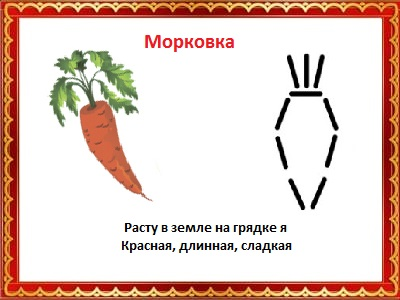 Морковка
Расту в земле на грядке я
Красная, длинная, сладкая